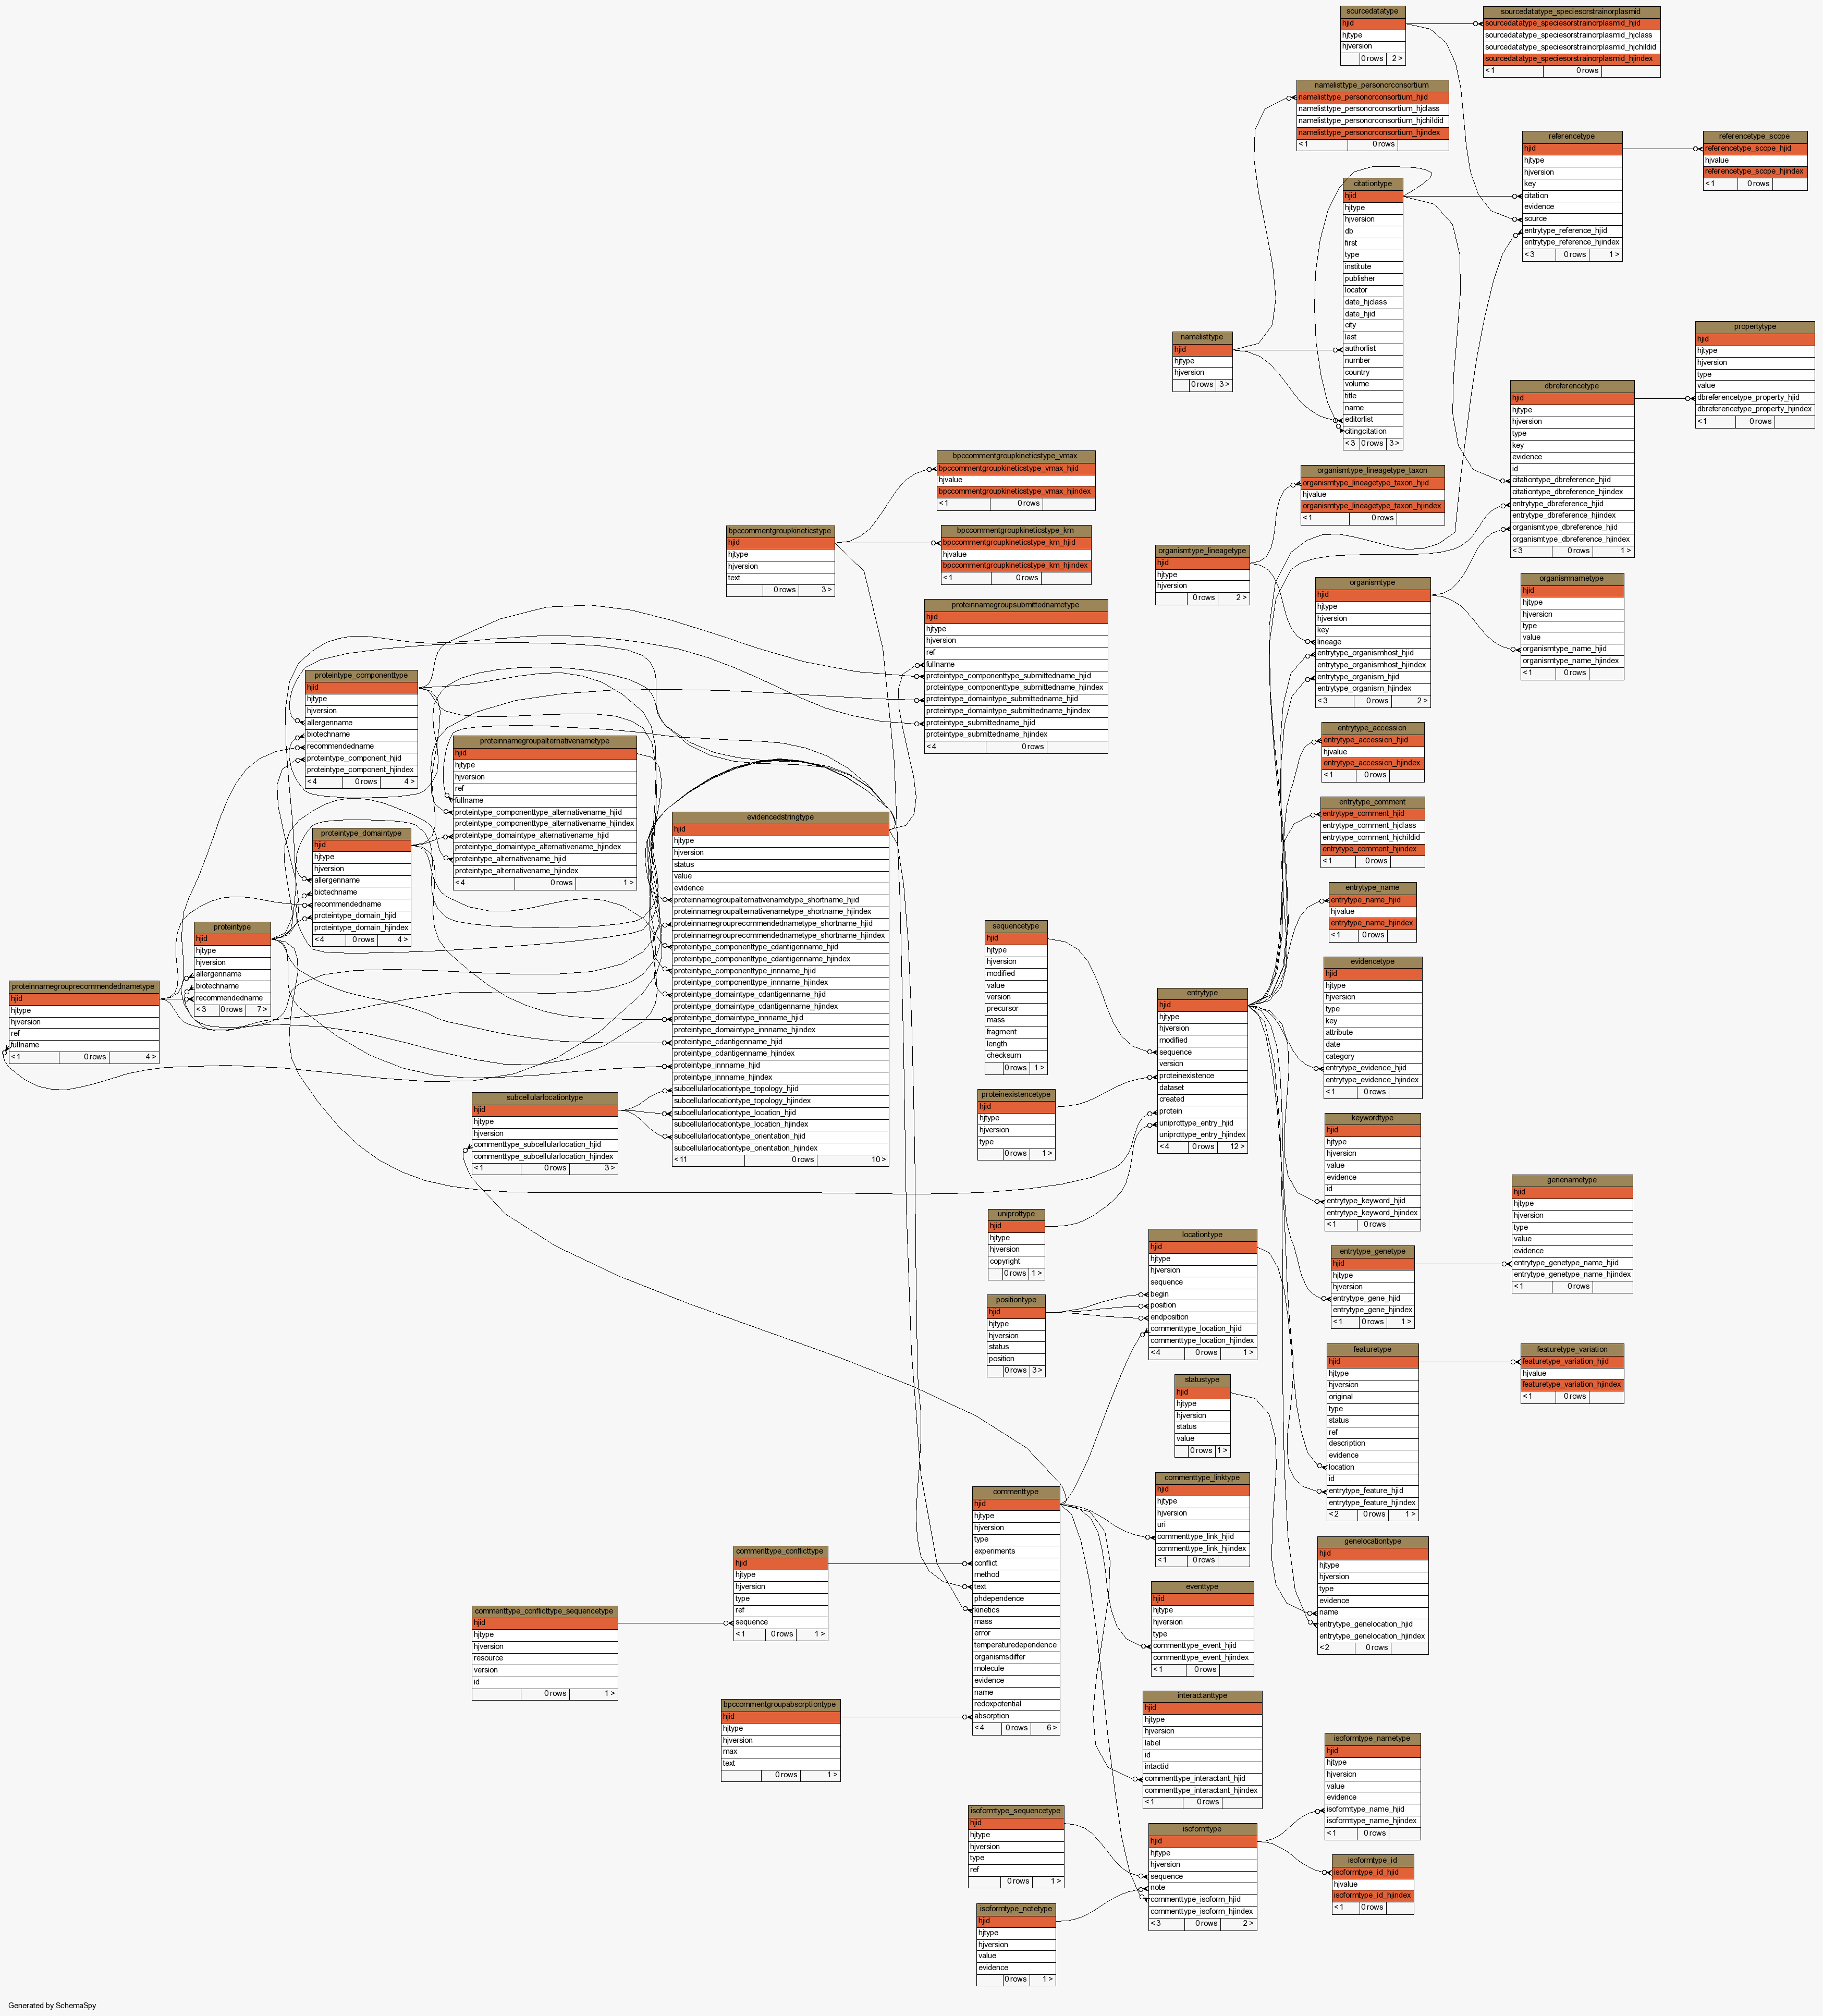 sourcedatatype
hjid
hjtype
hjversion
0 rows 2 >
sourcedatatype_speciesorstrainorplasmid
sourcedatatype_speciesorstrainorplasmid_hjid
sourcedatatype_speciesorstrainorplasmid_hjclass
sourcedatatype_speciesorstrainorplasmid_hjchildid
sourcedatatype_speciesorstrainorplasmid_hjindex
< 1 0 rows
namelisttype_personorconsortium
namelisttype_personorconsortium_hjid
namelisttype_personorconsortium_hjclass
namelisttype_personorconsortium_hjchildid
namelisttype_personorconsortium_hjindex
< 1 0 rows
referencetype
hjid
hjtype
hjversion
key
citation
evidence
source
entrytype_reference_hjid
entrytype_reference_hjindex
< 3 0 rows 1 >
referencetype_scope
referencetype_scope_hjid
hjvalue
referencetype_scope_hjindex
< 1 0 rows
citationtype
hjid
hjtype
hjversion
db
first
type
institute
publisher
locator
date_hjclass
date_hjid
city
last
authorlist
number
country
volume
title
name
editorlist
citingcitation
< 3 0 rows 3 >
namelisttype
hjid
hjtype
hjversion
0 rows 3 >
propertytype
hjid
hjtype
hjversion
type
value
dbreferencetype_property_hjid
dbreferencetype_property_hjindex
< 1 0 rows
dbreferencetype
hjid
hjtype
hjversion
type
key
evidence
id
citationtype_dbreference_hjid
citationtype_dbreference_hjindex
entrytype_dbreference_hjid
entrytype_dbreference_hjindex
organismtype_dbreference_hjid
organismtype_dbreference_hjindex
< 3 0 rows 1 >
bpccommentgroupkineticstype_vmax
bpccommentgroupkineticstype_vmax_hjid
hjvalue
bpccommentgroupkineticstype_vmax_hjindex
< 1 0 rows
organismtype_lineagetype_taxon
organismtype_lineagetype_taxon_hjid
hjvalue
organismtype_lineagetype_taxon_hjindex
< 1 0 rows
bpccommentgroupkineticstype
hjid
hjtype
hjversion
text
0 rows 3 >
bpccommentgroupkineticstype_km
bpccommentgroupkineticstype_km_hjid
hjvalue
bpccommentgroupkineticstype_km_hjindex
< 1 0 rows
organismtype_lineagetype
hjid
hjtype
hjversion
0 rows 2 >
organismtype
hjid
hjtype
hjversion
key
lineage
entrytype_organismhost_hjid
entrytype_organismhost_hjindex
entrytype_organism_hjid
entrytype_organism_hjindex
< 3 0 rows 2 >
organismnametype
hjid
hjtype
hjversion
type
value
organismtype_name_hjid
organismtype_name_hjindex
< 1 0 rows
proteinnamegroupsubmittednametype
hjid
hjtype
hjversion
ref
fullname
proteintype_componenttype_submittedname_hjid
proteintype_componenttype_submittedname_hjindex
proteintype_domaintype_submittedname_hjid
proteintype_domaintype_submittedname_hjindex
proteintype_submittedname_hjid
proteintype_submittedname_hjindex
< 4 0 rows
proteintype_componenttype
hjid
hjtype
hjversion
allergenname
biotechname
recommendedname
proteintype_component_hjid
proteintype_component_hjindex
< 4 0 rows 4 >
proteinnamegroupalternativenametype
hjid
hjtype
hjversion
ref
fullname
proteintype_componenttype_alternativename_hjid
proteintype_componenttype_alternativename_hjindex
proteintype_domaintype_alternativename_hjid
proteintype_domaintype_alternativename_hjindex
proteintype_alternativename_hjid
proteintype_alternativename_hjindex
< 4 0 rows 1 >
entrytype_accession
entrytype_accession_hjid
hjvalue
entrytype_accession_hjindex
< 1 0 rows
entrytype_comment
entrytype_comment_hjid
entrytype_comment_hjclass
entrytype_comment_hjchildid
entrytype_comment_hjindex
< 1 0 rows
proteintype_domaintype
hjid
hjtype
hjversion
allergenname
biotechname
recommendedname
proteintype_domain_hjid
proteintype_domain_hjindex
< 4 0 rows 4 >
evidencedstringtype
hjid
hjtype
hjversion
status
value
evidence
proteinnamegroupalternativenametype_shortname_hjid
proteinnamegroupalternativenametype_shortname_hjindex
proteinnamegrouprecommendednametype_shortname_hjid
proteinnamegrouprecommendednametype_shortname_hjindex
proteintype_componenttype_cdantigenname_hjid
proteintype_componenttype_cdantigenname_hjindex
proteintype_componenttype_innname_hjid
proteintype_componenttype_innname_hjindex
proteintype_domaintype_cdantigenname_hjid
proteintype_domaintype_cdantigenname_hjindex
proteintype_domaintype_innname_hjid
proteintype_domaintype_innname_hjindex
proteintype_cdantigenname_hjid
proteintype_cdantigenname_hjindex
proteintype_innname_hjid
proteintype_innname_hjindex
subcellularlocationtype_topology_hjid
subcellularlocationtype_topology_hjindex
subcellularlocationtype_location_hjid
subcellularlocationtype_location_hjindex
subcellularlocationtype_orientation_hjid
subcellularlocationtype_orientation_hjindex
< 11 0 rows 10 >
entrytype_name
entrytype_name_hjid
hjvalue
entrytype_name_hjindex
< 1 0 rows
proteintype
hjid
hjtype
hjversion
allergenname
biotechname
recommendedname
< 3 0 rows 7 >
proteinnamegrouprecommendednametype
hjid
hjtype
hjversion
ref
fullname
< 1 0 rows 4 >
sequencetype
hjid
hjtype
hjversion
modified
value
version
precursor
mass
fragment
length
checksum
0 rows 1 >
entrytype
hjid
hjtype
hjversion
modified
sequence
version
proteinexistence
dataset
created
protein
uniprottype_entry_hjid
uniprottype_entry_hjindex
< 4 0 rows 12 >
evidencetype
hjid
hjtype
hjversion
type
key
attribute
date
category
entrytype_evidence_hjid
entrytype_evidence_hjindex
< 1 0 rows
subcellularlocationtype
hjid
hjtype
hjversion
commenttype_subcellularlocation_hjid
commenttype_subcellularlocation_hjindex
< 1 0 rows 3 >
proteinexistencetype
hjid
hjtype
hjversion
type
0 rows 1 >
keywordtype
hjid
hjtype
hjversion
value
evidence
id
entrytype_keyword_hjid
entrytype_keyword_hjindex
< 1 0 rows
uniprottype
hjid
hjtype
hjversion
copyright
0 rows 1 >
locationtype
hjid
hjtype
hjversion
sequence
begin
position
endposition
commenttype_location_hjid
commenttype_location_hjindex
< 4 0 rows 1 >
genenametype
hjid
hjtype
hjversion
type
value
evidence
entrytype_genetype_name_hjid
entrytype_genetype_name_hjindex
< 1 0 rows
entrytype_genetype
hjid
hjtype
hjversion
entrytype_gene_hjid
entrytype_gene_hjindex
< 1 0 rows 1 >
positiontype
hjid
hjtype
hjversion
status
position
0 rows 3 >
featuretype
hjid
hjtype
hjversion
original
type
status
ref
description
evidence
location
id
entrytype_feature_hjid
entrytype_feature_hjindex
< 2 0 rows 1 >
featuretype_variation
featuretype_variation_hjid
hjvalue
featuretype_variation_hjindex
< 1 0 rows
statustype
hjid
hjtype
hjversion
status
value
0 rows 1 >
commenttype_linktype
hjid
hjtype
hjversion
uri
commenttype_link_hjid
commenttype_link_hjindex
< 1 0 rows
commenttype
hjid
hjtype
hjversion
type
experiments
conflict
method
text
phdependence
kinetics
mass
error
temperaturedependence
organismsdiffer
molecule
evidence
name
redoxpotential
absorption
< 4 0 rows 6 >
genelocationtype
hjid
hjtype
hjversion
type
evidence
name
entrytype_genelocation_hjid
entrytype_genelocation_hjindex
< 2 0 rows
commenttype_conflicttype
hjid
hjtype
hjversion
type
ref
sequence
< 1 0 rows 1 >
eventtype
hjid
hjtype
hjversion
type
commenttype_event_hjid
commenttype_event_hjindex
< 1 0 rows
commenttype_conflicttype_sequencetype
hjid
hjtype
hjversion
resource
version
id
0 rows 1 >
bpccommentgroupabsorptiontype
hjid
hjtype
hjversion
max
text
0 rows 1 >
interactanttype
hjid
hjtype
hjversion
label
id
intactid
commenttype_interactant_hjid
commenttype_interactant_hjindex
< 1 0 rows
isoformtype_nametype
hjid
hjtype
hjversion
value
evidence
isoformtype_name_hjid
isoformtype_name_hjindex
< 1 0 rows
isoformtype_sequencetype
hjid
hjtype
hjversion
type
ref
0 rows 1 >
isoformtype
hjid
hjtype
hjversion
sequence
note
commenttype_isoform_hjid
commenttype_isoform_hjindex
< 3 0 rows 2 >
isoformtype_id
isoformtype_id_hjid
hjvalue
isoformtype_id_hjindex
< 1 0 rows
isoformtype_notetype
hjid
hjtype
hjversion
value
evidence
0 rows 1 >
Generated by SchemaSpy